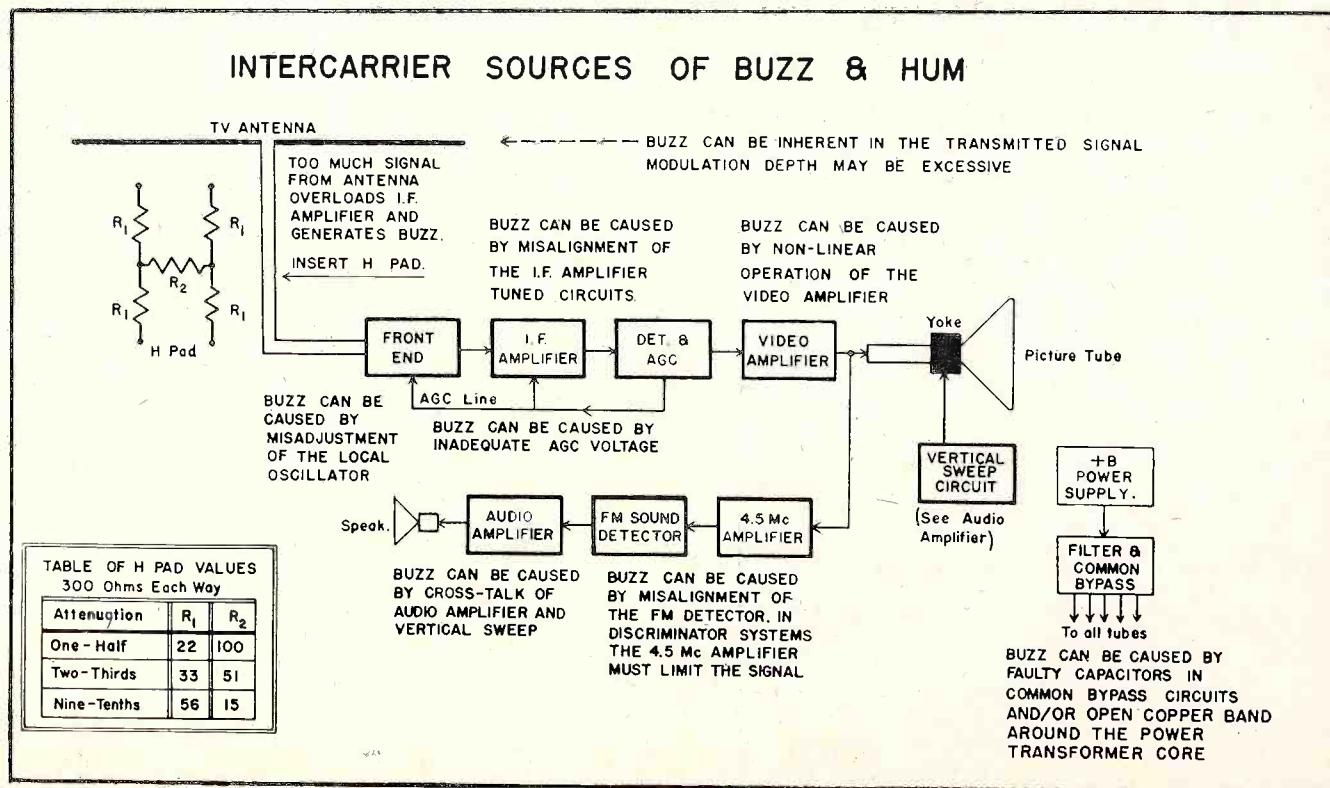 INTERCARRIER SOURCES OF BUZZ & HUM
TV ANTENNA
BUZZ CAN BE INHERENT IN THE TRANSMITTED SIGNAL
MODULATION DEPTH MAY BE EXCESSIVE
TOO MUCH SIGNAL
FROM ANTENNA
OVERLOADS I.F.
AMPLIFIER AND
GENERATES BUZZ.
INSERT H PAD.
R1
R1
R2
R1
R1
H Pad
BUZZ CAN BE CAUSED
BY MISALIGNMENT OF
THE I.F. AMPLIFIER
TUNED CIRCUITS.
BUZZ CAN BE CAUSED
BY NON-LINEAR
OPERATION OF THE
VIDEO AMPLIFIER
FRONT
END
I.F.
AMPLIFIER
DET. &
AGC
VIDEO
AMPLIFIER
Yoke
Picture Tube
AGC Line
BUZZ CAN BE
CAUSED BY
MISADJUSTMENT
OF THE LOCAL
OSCILLATOR
BUZZ CAN BE CAUSED BY
INADEQUATE AGC VOLTAGE
VERTICAL
SWEEP
CIRCUIT
(See Audio
Amplifier)
+B
POWER
SUPPLY.
FILTER &
COMMON
BYPASS
To all tubes
BUZZ CAN BE CAUSED BY
FAULTY CAPACITORS IN
COMMON BYPASS CIRCUITS
AND/OR OPEN COPPER BAND
AROUND THE POWER
TRANSFORMER CORE
Speak.
AUDIO
AMPLIFIER
FM SOUND
DETECTOR
4.5 Mc
AMPLIFIER
BUZZ CAN BE CAUSED
BY CROSS-TALK OF
AUDIO AMPLIFIER AND
VERTICAL SWEEP
BUZZ CAN BE CAUSED
BY MISALIGNMENT OF
THE FM DETECTOR. IN
DISCRIMINATOR SYSTEMS
THE 4.5 Mc AMPLIFIER
MUST LIMIT THE SIGNAL
TABLE OF H PAD VALUES
300 Ohms Each Way
Attenuation R1 R2
One-Half 22 100
Two-Thirds 33 51
Nine-Tenths 56 15